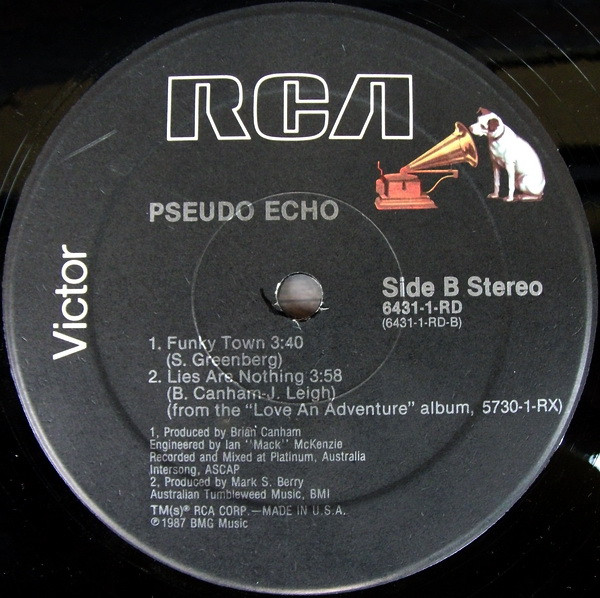 RCA
PSEUDO ECHO
Victor
Side B Stereo
6431-1-RD
(6431-1-RD-B)
1. Funky Town 3:40
(S. Greenberg)
2. Lies Are Nothing 3:58
(B. Canham-J. Leigh)
(from the "Love An Adventure" album, 5730-1-RX)
1, Produced by Brian Canham
Engineered by Ian "Mack" McKenzie
Recorded and Mixed at Platinum, Australia
Intersong, ASCAP
2, Produced by Mark S. Berry
Australian Tumbleweed Music, BMI
TM(s)® RCA CORP.—MADE IN U.S.A.
℗1987 BMG Music